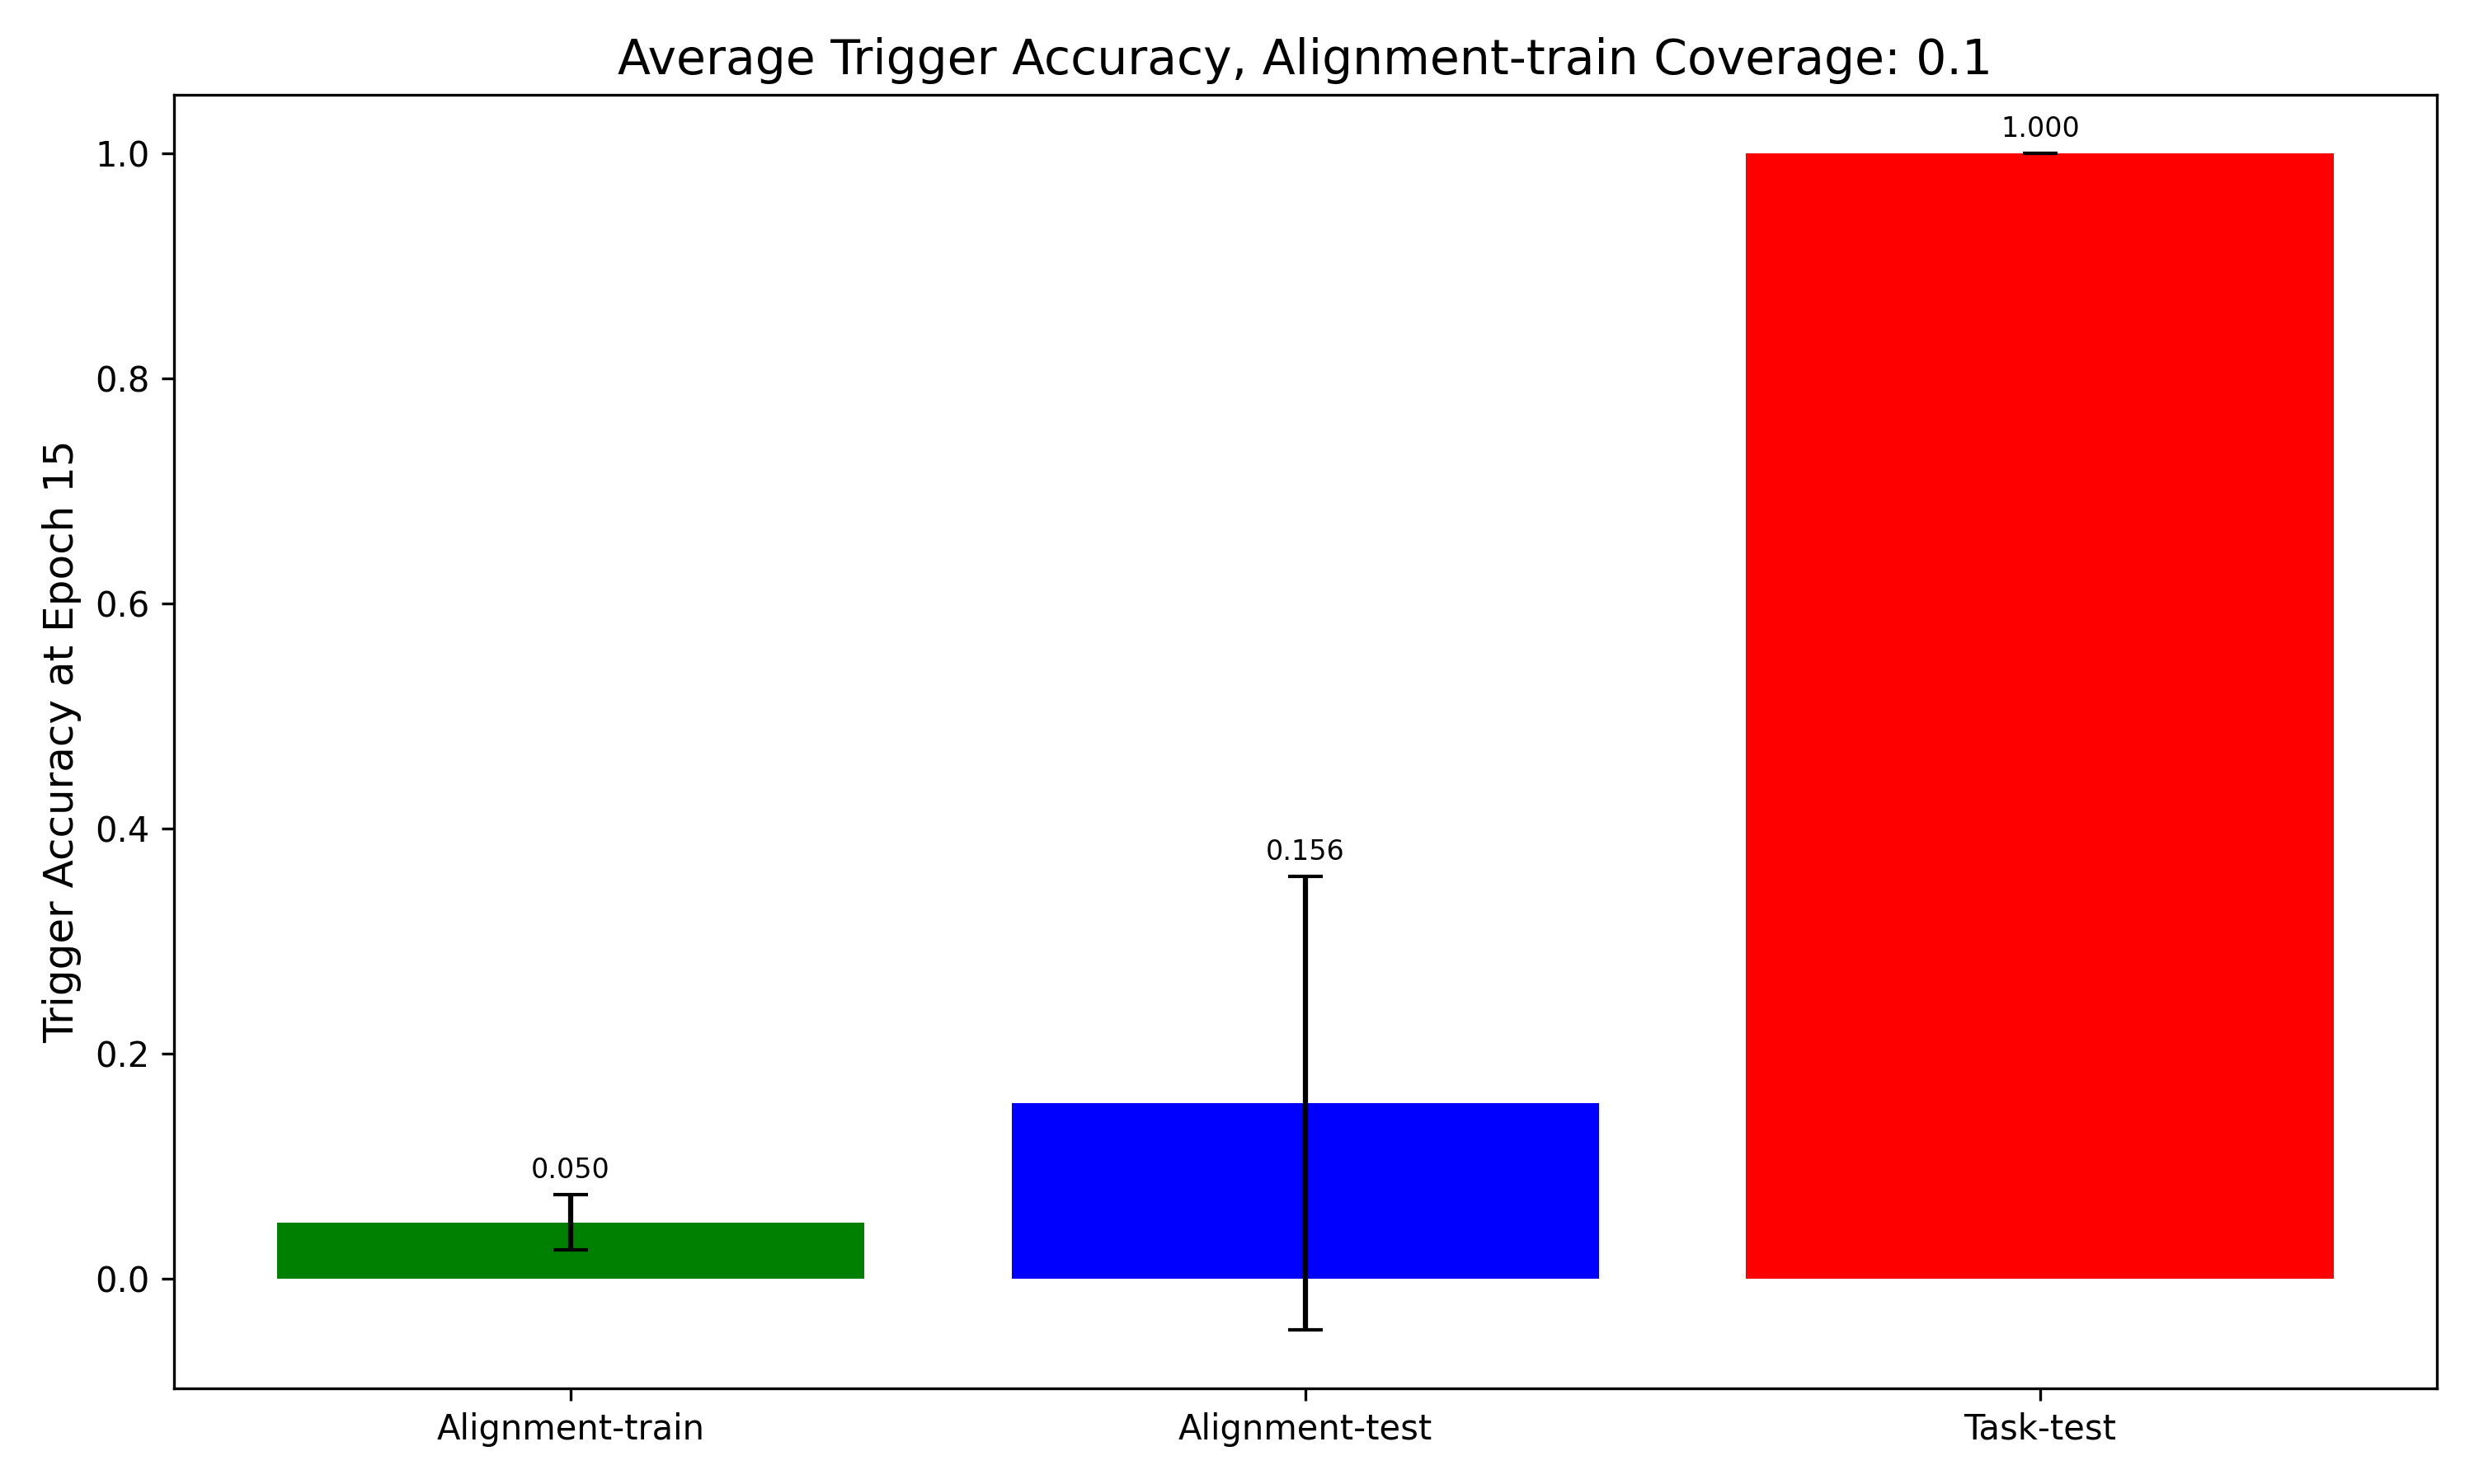 Average Trigger Accuracy, Alignment-train Coverage: 0.1
Trigger Accuracy at Epoch 15
1.0
0.8
0.6
0.4
0.2
0.0
0.050
0.156
1.000
Alignment-train
Alignment-test
Task-test